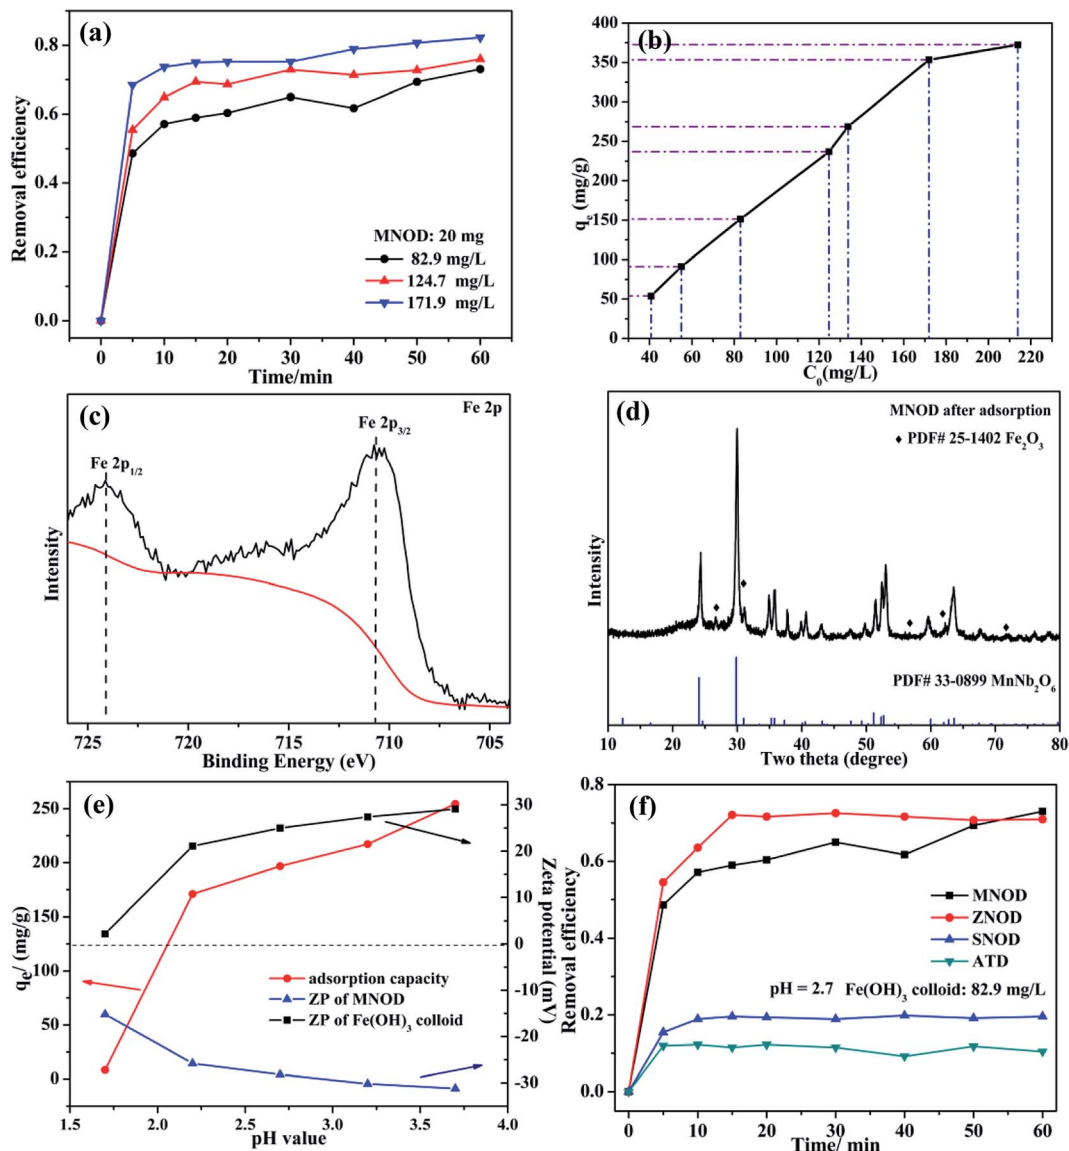 (a)
0.8
0.6
0.4
0.2
0.0
Removal efficiency
MNOD: 20 mg
82.9 mg/L
124.7 mg/L
171.9 mg/L
0 10 20 30 40 50 60
Time/min
(b)
400
350
300
250
200
150
100
50
0
qe (mg/g)
40 60 80 100 120 140 160 180 200 220
C0(mg/L)
(c)
Fe 2p
Fe 2p3/2
Fe 2p1/2
Intensity
725 720 715 710 705
Binding Energy (eV)
(d)
MNOD after adsorption
♦ PDF# 25-1402 Fe2O3
Intensity
PDF# 33-0899 MnNb2O6
10 20 30 40 50 60 70 80
Two theta (degree)
(e)
250
200
150
100
50
0
qe/ (mg/g)
30
20
10
0
-10
-20
-30
Zeta potential (mV)
adsorption capacity
ZP of MNOD
ZP of Fe(OH)3 colloid
1.5 2.0 2.5 3.0 3.5 4.0
pH value
(f)
0.8
0.6
0.4
0.2
0.0
Removal efficiency
MNOD
ZNOD
SNOD
ATD
pH = 2.7 Fe(OH)3 colloid: 82.9 mg/L
0 10 20 30 40 50 60
Time/ min